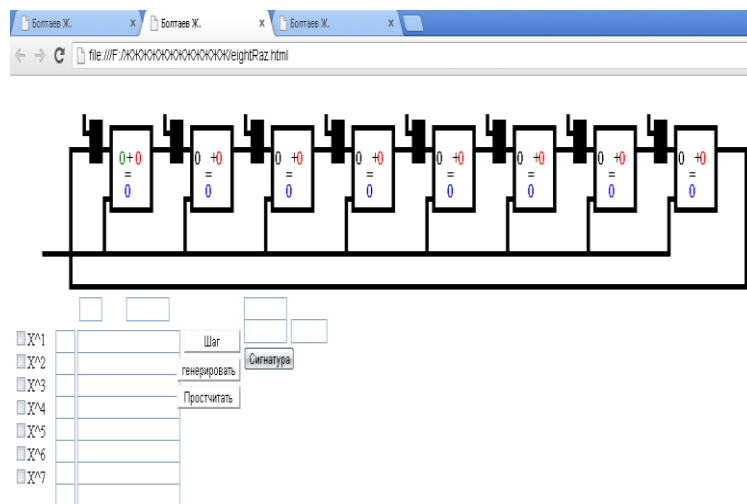 Болтаев Ж. x Болтаев Ж. x Болтаев Ж. x
file:///F:/ЖЖЖЖЖЖЖЖЖЖЖЖ/eightRaz.html
0+0 0 +0 0 +0 0 +0 0 +0 0 +0 0 +0 0 +0
= = = = = = = =
0 0 0 0 0 0 0 0
X^1 Шаг
X^2 Сигнатура
генерировать
X^3
Простчитать
X^4
X^5
X^6
X^7